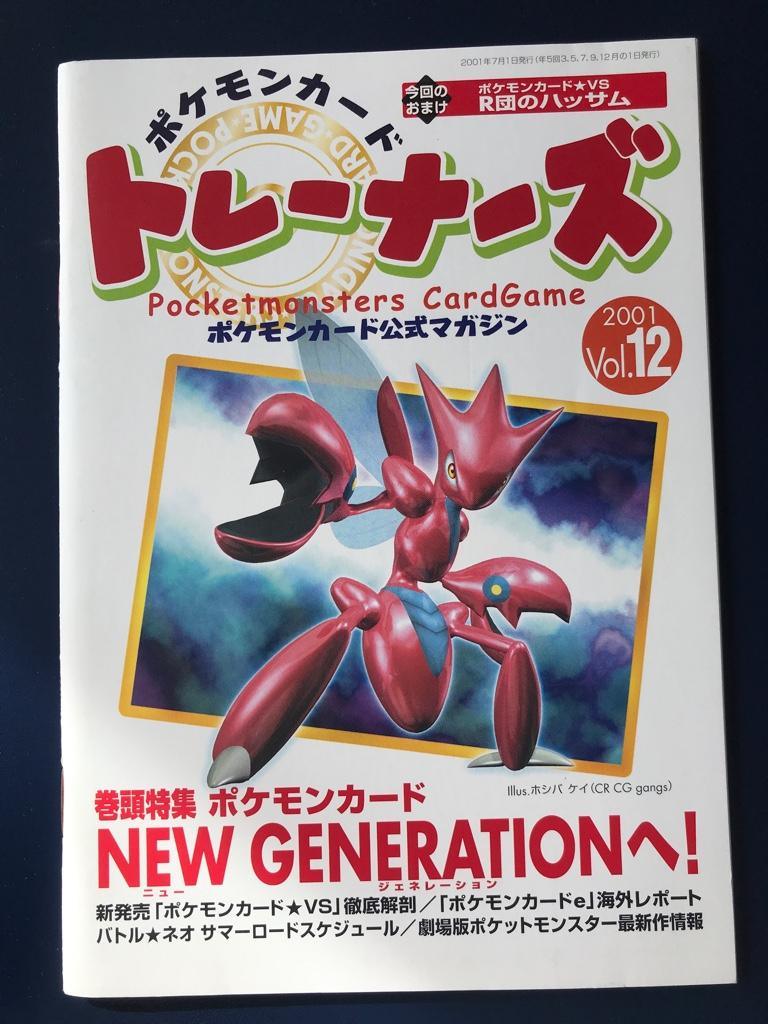 2001年7月1日発行(年5回3.5.7.9.12月の1日発行)
今回の
おまけ
ポケモンカード★VS
R団のハッサム
ポケモンカード
トレーナーズ
Pocketmonsters CardGame
ポケモンカード公式マガジン
2001
Vol.12
Illus.ホシバ ケイ(CR CG gangs)
巻頭特集 ポケモンカード
NEW GENERATIONへ!
ニュー ジェネレーション
新発売「ポケモンカード★VS」徹底解剖/「ポケモンカードe」海外レポート
バトル★ネオ サマーロードスケジュール/劇場版ポケットモンスター最新作情報